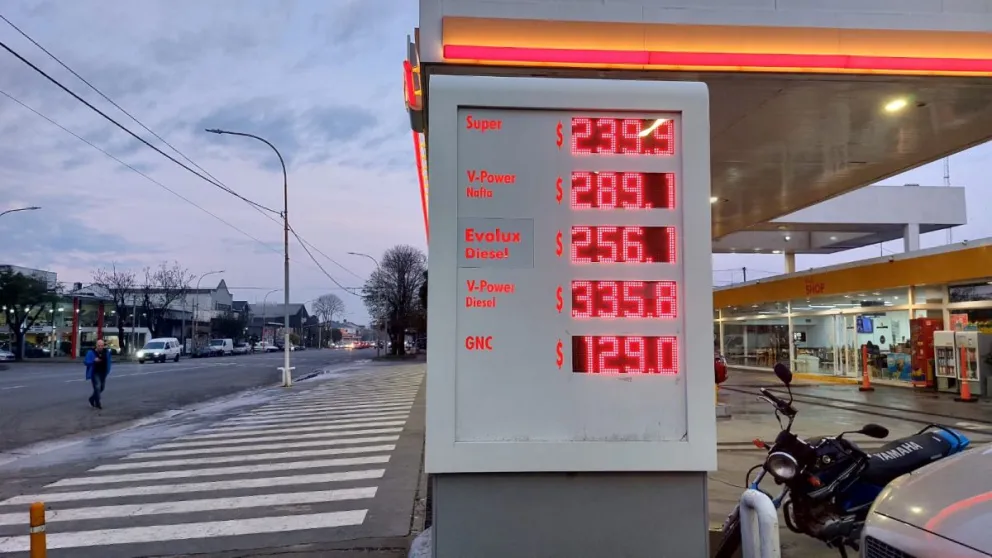 Super $ 239.9
V-Power
Nafta $ 289.1
Evolux
Diesel $ 256.1
V-Power
Diesel $ 335.8
GNC $ 129.0
SHOP
YAMAHA